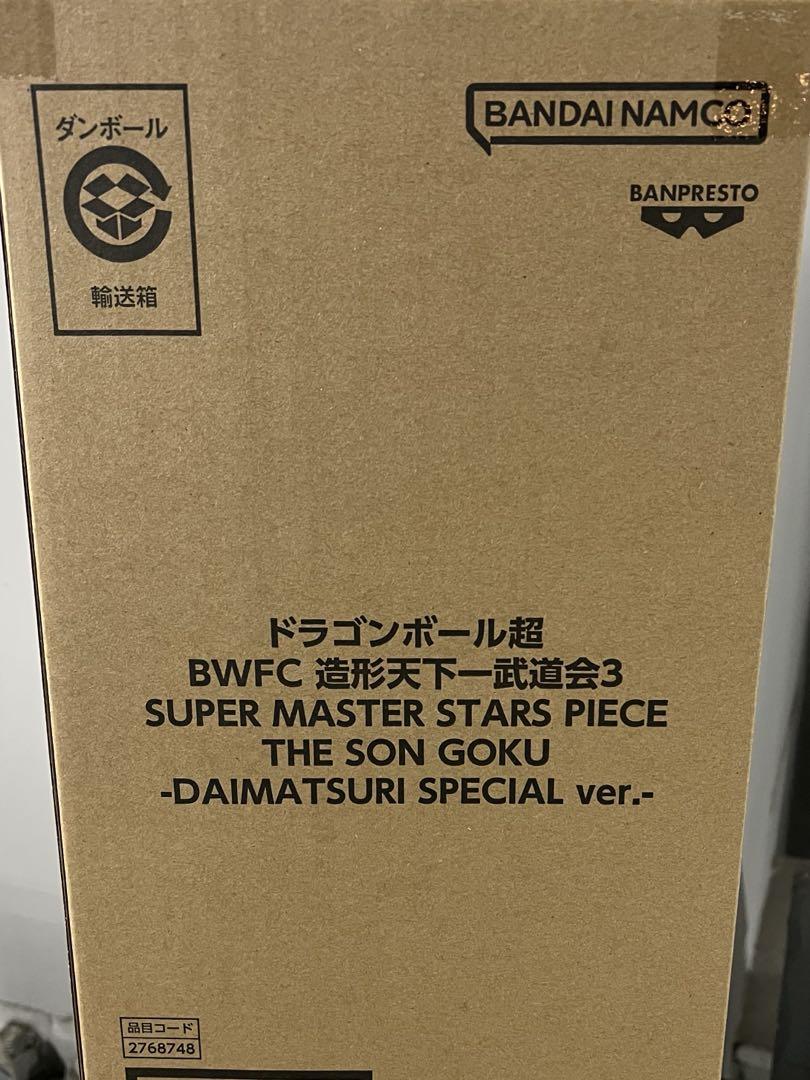 ダンボール
輸送箱
BANDAI NAMCO
BANPRESTO
ドラゴンボール超
BWFC 造形天下一武道会3
SUPER MASTER STARS PIECE
THE SON GOKU
-DAIMATSURI SPECIAL ver.-
品目コード
2768748